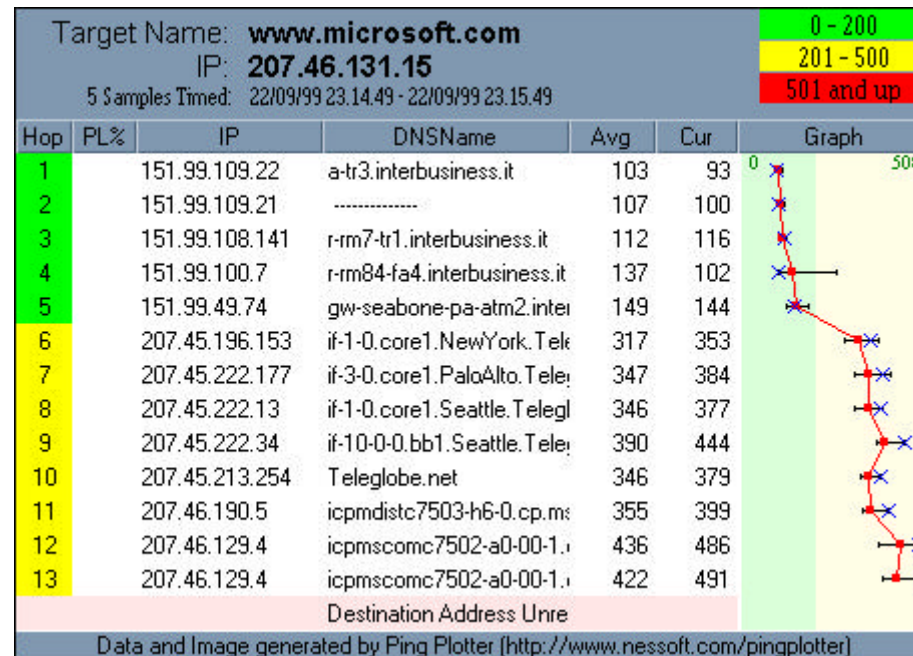 Target Name: www.microsoft.com
IP: 207.46.131.15
5 Samples Timed: 22/09/99 23.14.49 - 22/09/99 23.15.49
0 - 200
201 - 500
501 and up
Hop PL% IP DNSName Avg Cur Graph
0 508
1 151.99.109.22 a-tr3.interbusiness.it 103 93
2 151.99.109.21 -------------- 107 100
3 151.99.108.141 r-rm7-tr1.interbusiness.it 112 116
4 151.99.100.7 r-rm84-fa4.interbusiness.it 137 102
5 151.99.49.74 gw-seabone-pa-atm2.inter 149 144
6 207.45.196.153 if-1-0.core1.NewYork.Tele 317 353
7 207.45.222.177 if-3-0.core1.PaloAlto.Teleg 347 384
8 207.45.222.13 if-1-0.core1.Seattle.Telegl 346 377
9 207.45.222.34 if-10-0-0.bb1.Seattle.Teleg 390 444
10 207.45.213.254 Teleglobe.net 346 379
11 207.46.190.5 icpmdistc7503-h6-0.cp.ms 355 399
12 207.46.129.4 icpmscomc7502-a0-00-1. 436 486
13 207.46.129.4 icpmscomc7502-a0-00-1. 422 491
Destination Address Unre
Data and Image generated by Ping Plotter (http://www.nessoft.com/pingplotter)